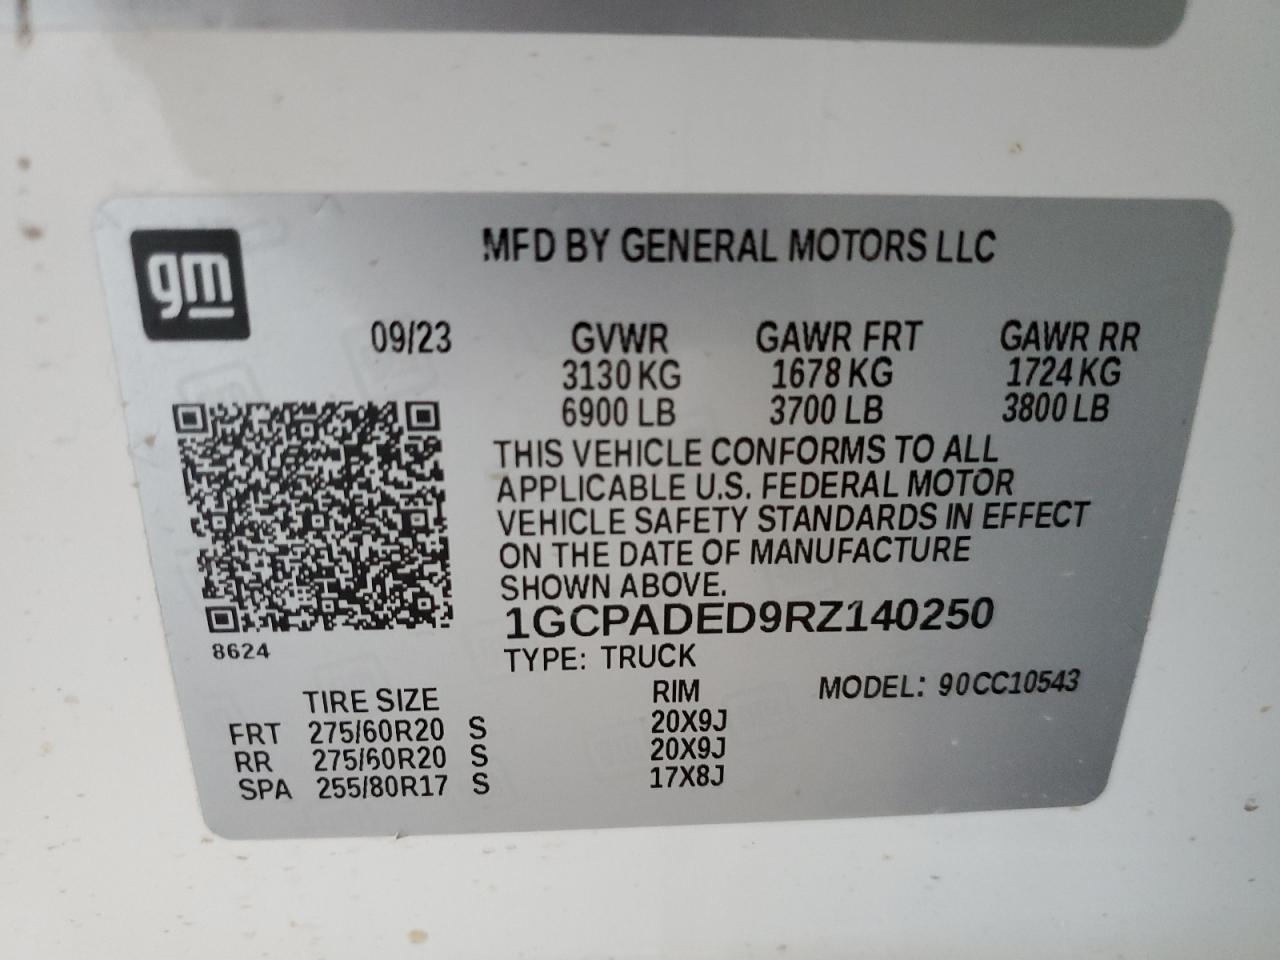 gm
MFD BY GENERAL MOTORS LLC
09/23 GVWR GAWR FRT GAWR RR
3130 KG 1678 KG 1724 KG
6900 LB 3700 LB 3800 LB
THIS VEHICLE CONFORMS TO ALL
APPLICABLE U.S. FEDERAL MOTOR
VEHICLE SAFETY STANDARDS IN EFFECT
ON THE DATE OF MANUFACTURE
SHOWN ABOVE.
1GCPADED9RZ140250
8624
TYPE: TRUCK
TIRE SIZE RIM MODEL: 90CC10543
FRT 275/60R20 S 20X9J
RR 275/60R20 S 20X9J
SPA 255/80R17 S 17X8J